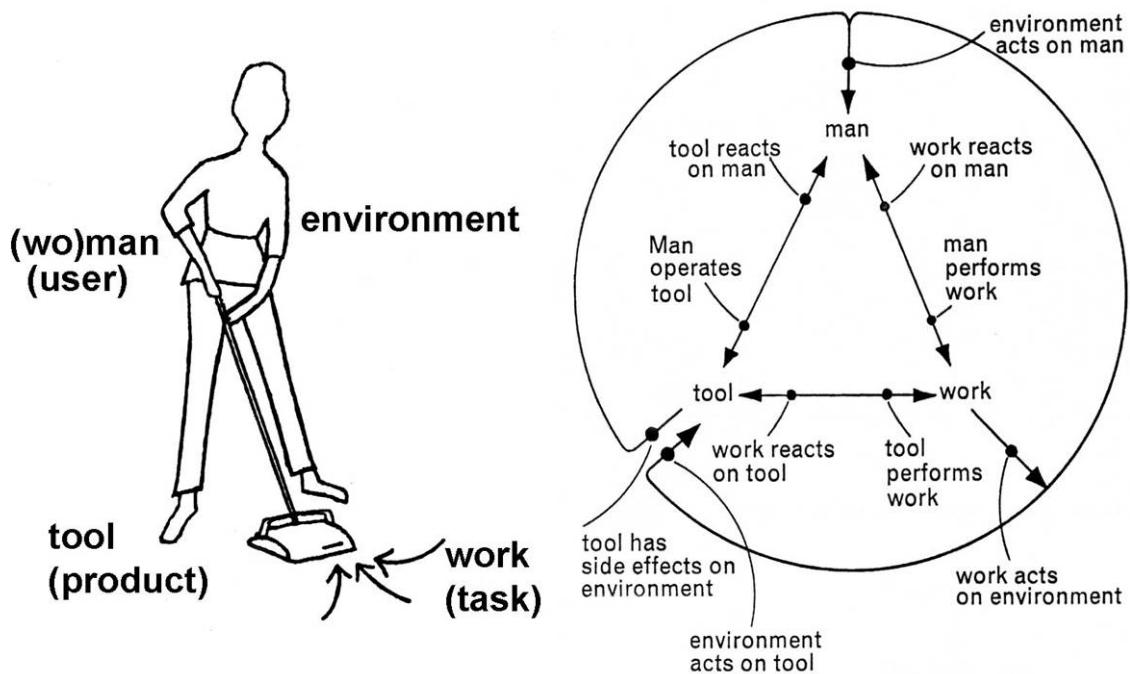 (wo)man
(user)
environment
tool
(product)
work
(task)
environment
acts on man
man
tool reacts
on man
work reacts
on man
Man
operates
tool
man
performs
work
tool
work
work reacts
on tool
tool
performs
work
tool has
side effects on
environment
work acts
on environment
environment
acts on tool